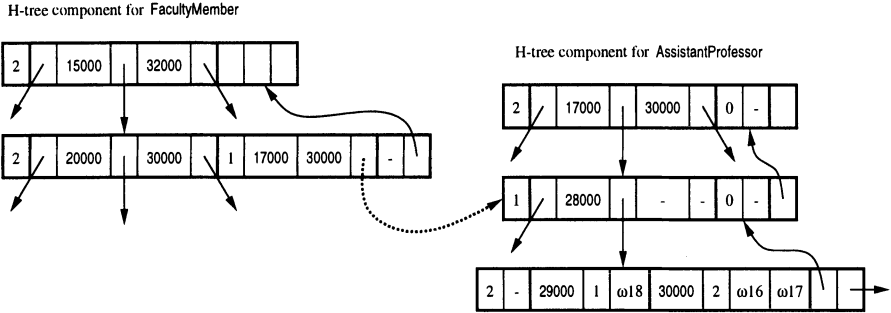 H-tree component for FacultyMember
2 15000 32000
2 20000 30000 1 17000 30000 -
H-tree component for AssistantProfessor
2 17000 30000 0 -
1 28000 - - 0 -
2 - 29000 1 ω18 30000 2 ω16 ω17